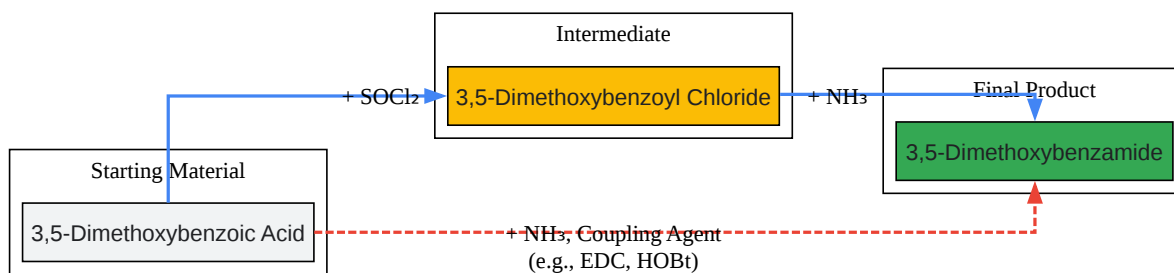 Intermediate
3,5-Dimethoxybenzoyl Chloride
+ SOCl₂
+ NH₃
Final Product
3,5-Dimethoxybenzamide
Starting Material
3,5-Dimethoxybenzoic Acid
+ NH₃, Coupling Agent
(e.g., EDC, HOBt)